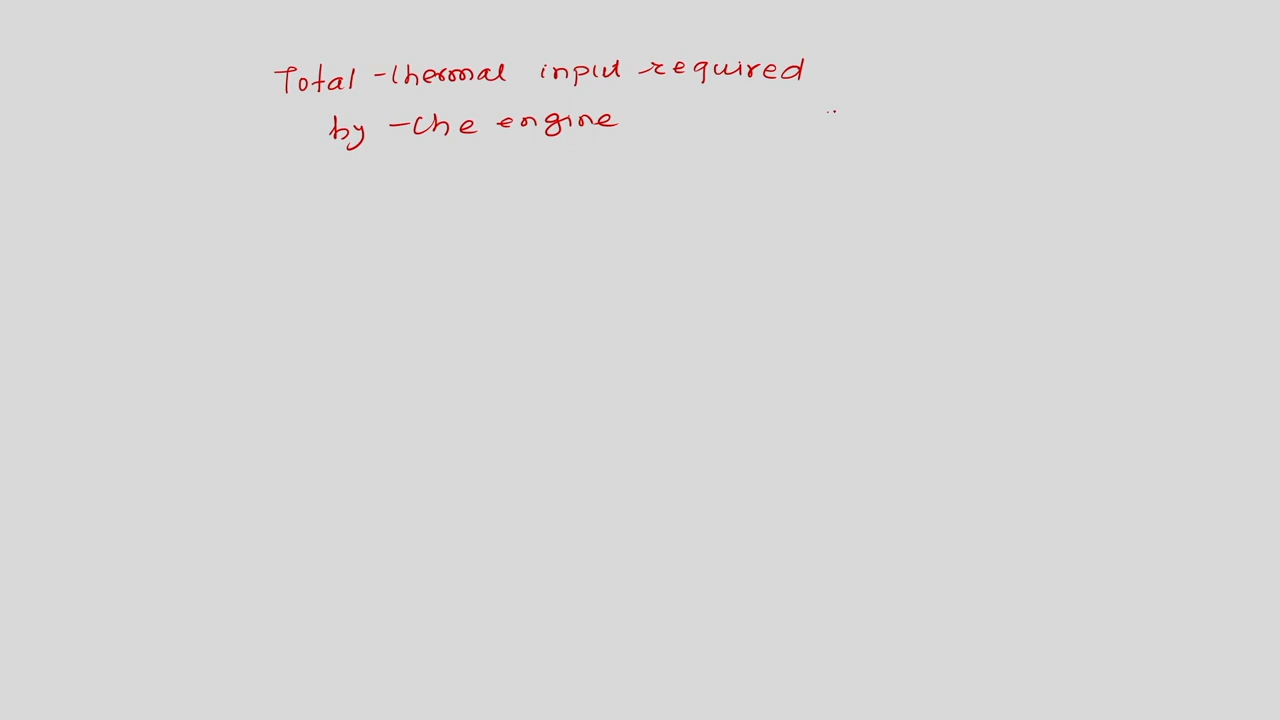 Total thermal input required
by the engine